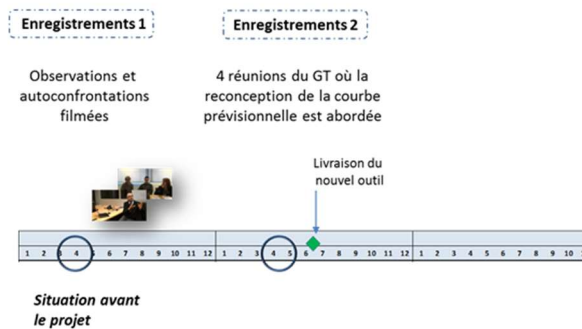 Enregistrements 1
Enregistrements 2
Observations et
autoconfrontations
filmées
4 réunions du GT où la
reconception de la courbe
prévisionnelle est abordée
Livraison du
nouvel outil
1 2 3 4 5 6 7 8 9 10 11 12 1 2 3 4 5 6 7 8 9 10 11 12 1 2 3 4 5 6 7 8 9 10
Situation avant
le projet